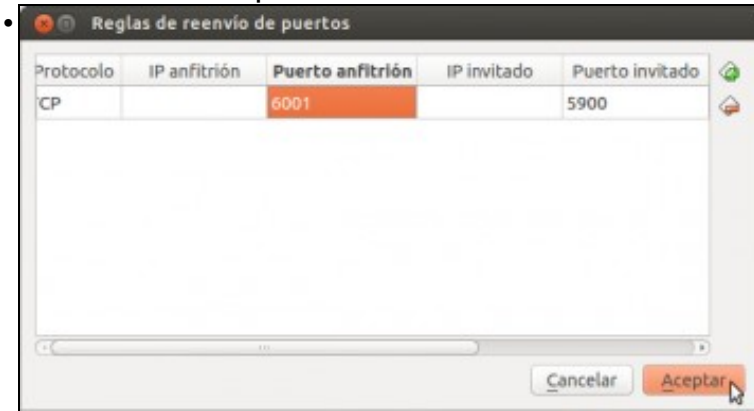 Reglas de reenvío de puertos
Protocolo IP anfitrión Puerto anfitrión IP invitado Puerto invitado
CP 6001 5900
Cancelar Aceptar